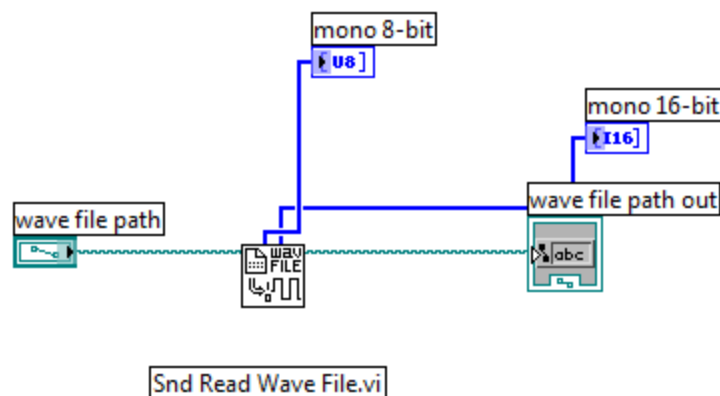 mono 8-bit
[U8]
mono 16-bit
[I16]
wave file path out
wave file path
abc
wav
FILE
Snd Read Wave File.vi